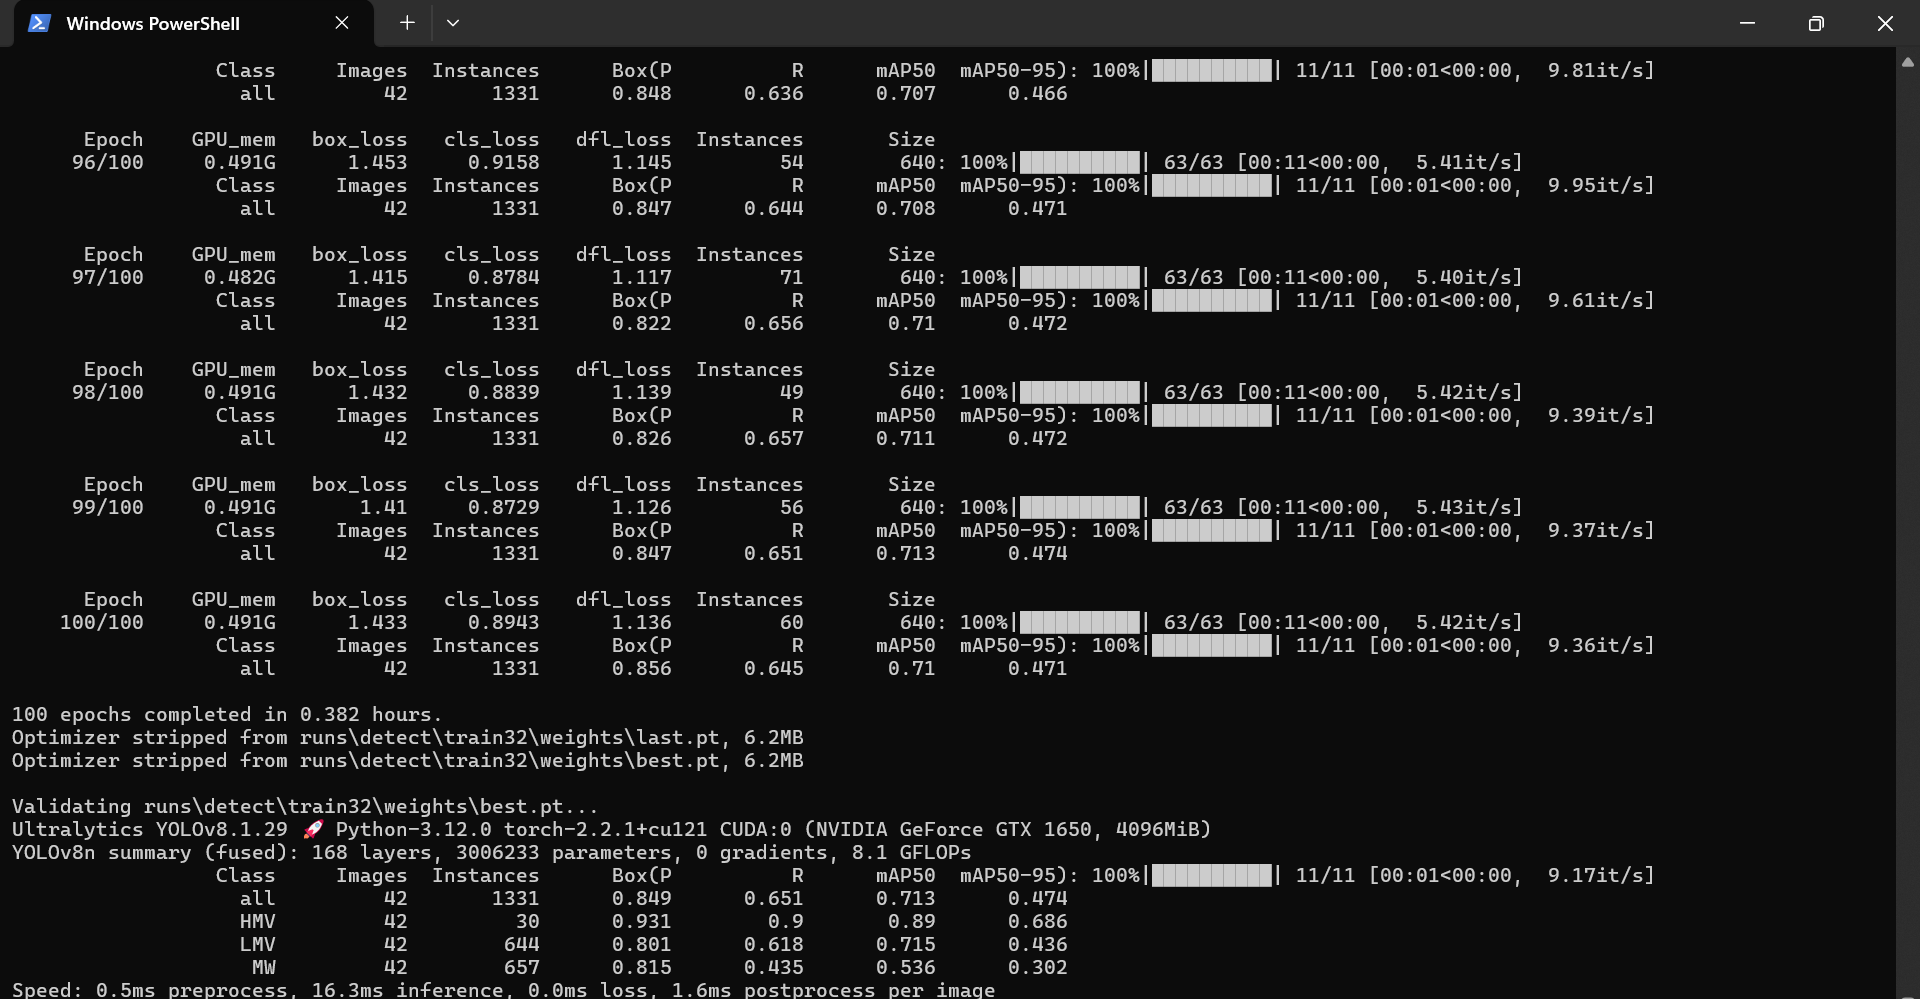 Windows PowerShell
Class Images Instances Box(P R mAP50 mAP50-95): 100%|██████████| 11/11 [00:01<00:00, 9.81it/s]
all 42 1331 0.848 0.636 0.707 0.466
Epoch GPU_mem box_loss cls_loss dfl_loss Instances Size
96/100 0.491G 1.453 0.9158 1.145 54 640: 100%|██████████| 63/63 [00:11<00:00, 5.41it/s]
Class Images Instances Box(P R mAP50 mAP50-95): 100%|██████████| 11/11 [00:01<00:00, 9.95it/s]
all 42 1331 0.847 0.644 0.708 0.471
Epoch GPU_mem box_loss cls_loss dfl_loss Instances Size
97/100 0.482G 1.415 0.8784 1.117 71 640: 100%|██████████| 63/63 [00:11<00:00, 5.40it/s]
Class Images Instances Box(P R mAP50 mAP50-95): 100%|██████████| 11/11 [00:01<00:00, 9.61it/s]
all 42 1331 0.822 0.656 0.71 0.472
Epoch GPU_mem box_loss cls_loss dfl_loss Instances Size
98/100 0.491G 1.432 0.8839 1.139 49 640: 100%|██████████| 63/63 [00:11<00:00, 5.42it/s]
Class Images Instances Box(P R mAP50 mAP50-95): 100%|██████████| 11/11 [00:01<00:00, 9.39it/s]
all 42 1331 0.826 0.657 0.711 0.472
Epoch GPU_mem box_loss cls_loss dfl_loss Instances Size
99/100 0.491G 1.41 0.8729 1.126 56 640: 100%|██████████| 63/63 [00:11<00:00, 5.43it/s]
Class Images Instances Box(P R mAP50 mAP50-95): 100%|██████████| 11/11 [00:01<00:00, 9.37it/s]
all 42 1331 0.847 0.651 0.713 0.474
Epoch GPU_mem box_loss cls_loss dfl_loss Instances Size
100/100 0.491G 1.433 0.8943 1.136 60 640: 100%|██████████| 63/63 [00:11<00:00, 5.42it/s]
Class Images Instances Box(P R mAP50 mAP50-95): 100%|██████████| 11/11 [00:01<00:00, 9.36it/s]
all 42 1331 0.856 0.645 0.71 0.471
100 epochs completed in 0.382 hours.
Optimizer stripped from runs\detect\train32\weights\last.pt, 6.2MB
Optimizer stripped from runs\detect\train32\weights\best.pt, 6.2MB
Validating runs\detect\train32\weights\best.pt...
Ultralytics YOLOv8.1.29 🚀 Python-3.12.0 torch-2.2.1+cu121 CUDA:0 (NVIDIA GeForce GTX 1650, 4096MiB)
YOLOv8n summary (fused): 168 layers, 3006233 parameters, 0 gradients, 8.1 GFLOPs
Class Images Instances Box(P R mAP50 mAP50-95): 100%|██████████| 11/11 [00:01<00:00, 9.17it/s]
all 42 1331 0.849 0.651 0.713 0.474
HMV 42 30 0.931 0.9 0.89 0.686
LMV 42 644 0.801 0.618 0.715 0.436
MW 42 657 0.815 0.435 0.536 0.302
Speed: 0.5ms preprocess, 16.3ms inference, 0.0ms loss, 1.6ms postprocess per image